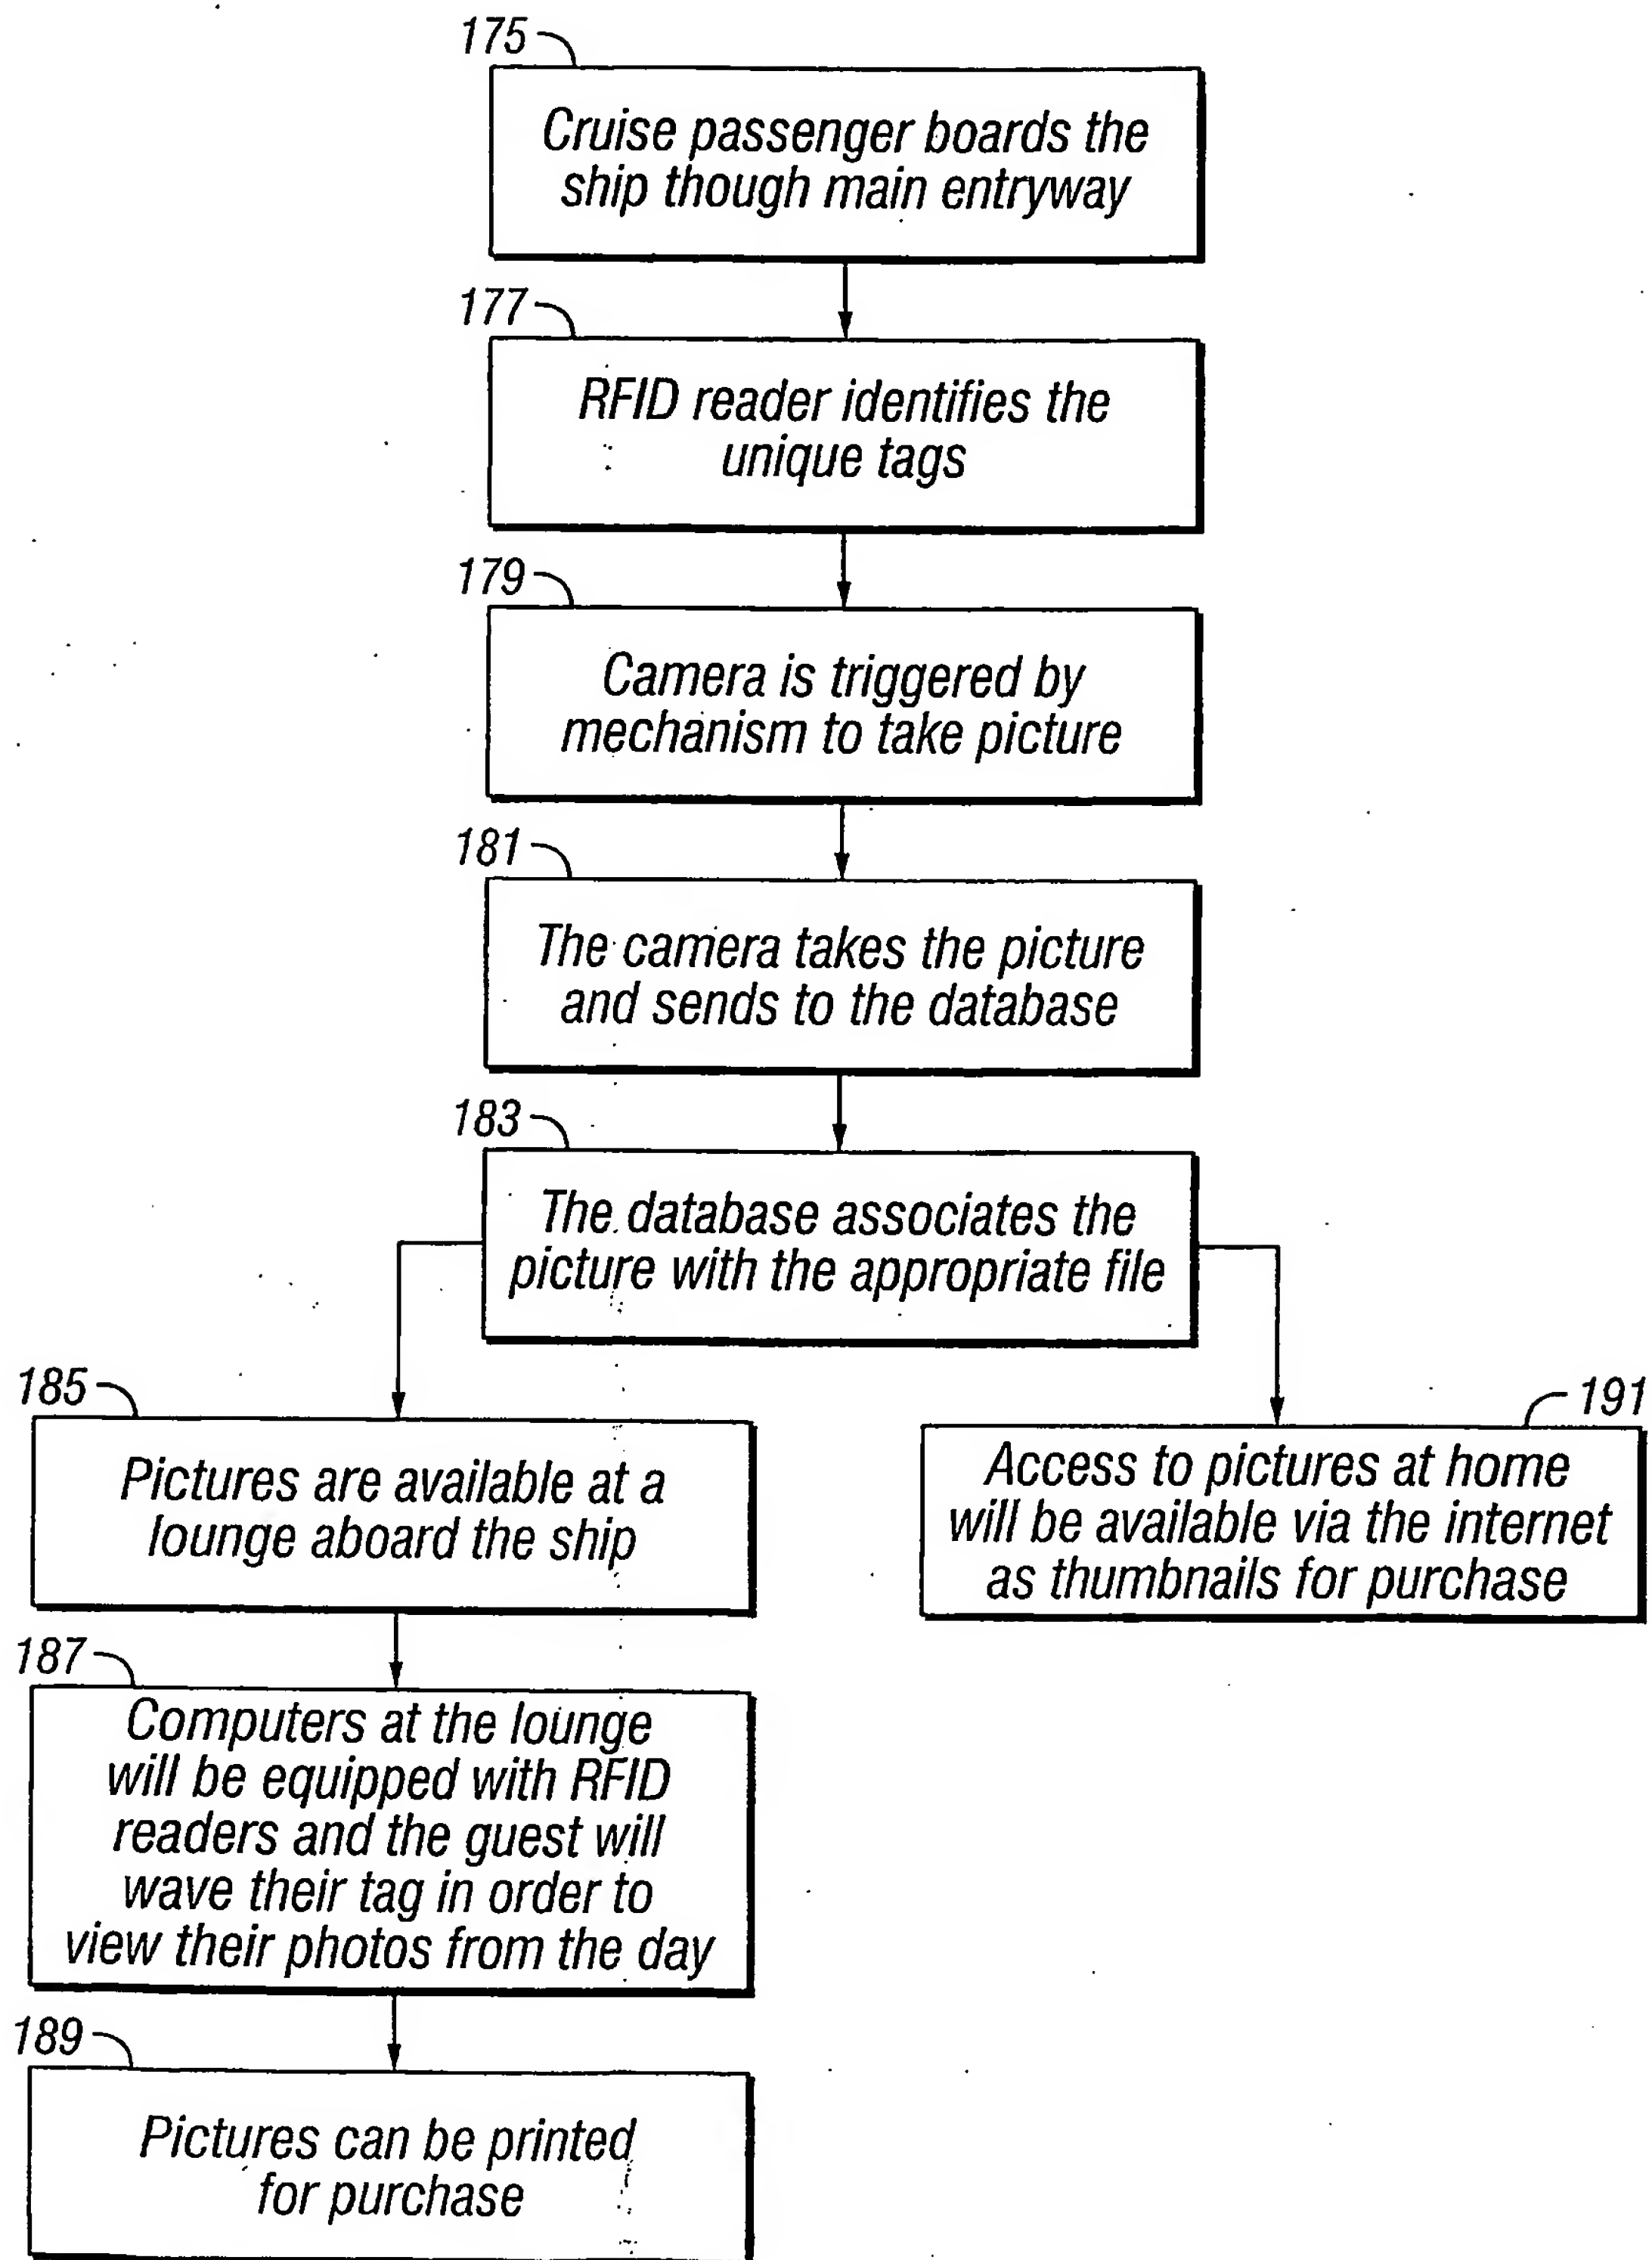 175
Cruise passenger boards the
ship though main entryway
177
RFID reader identifies the
unique tags
179
Camera is triggered by
mechanism to take picture
181
The camera takes the picture
and sends to the database
183
The database associates the
picture with the appropriate file
185
Pictures are available at a
lounge aboard the ship
191
Access to pictures at home
will be available via the internet
as thumbnails for purchase
187
Computers at the lounge
will be equipped with RFID
readers and the guest will
wave their tag in order to
view their photos from the day
189
Pictures can be printed
for purchase